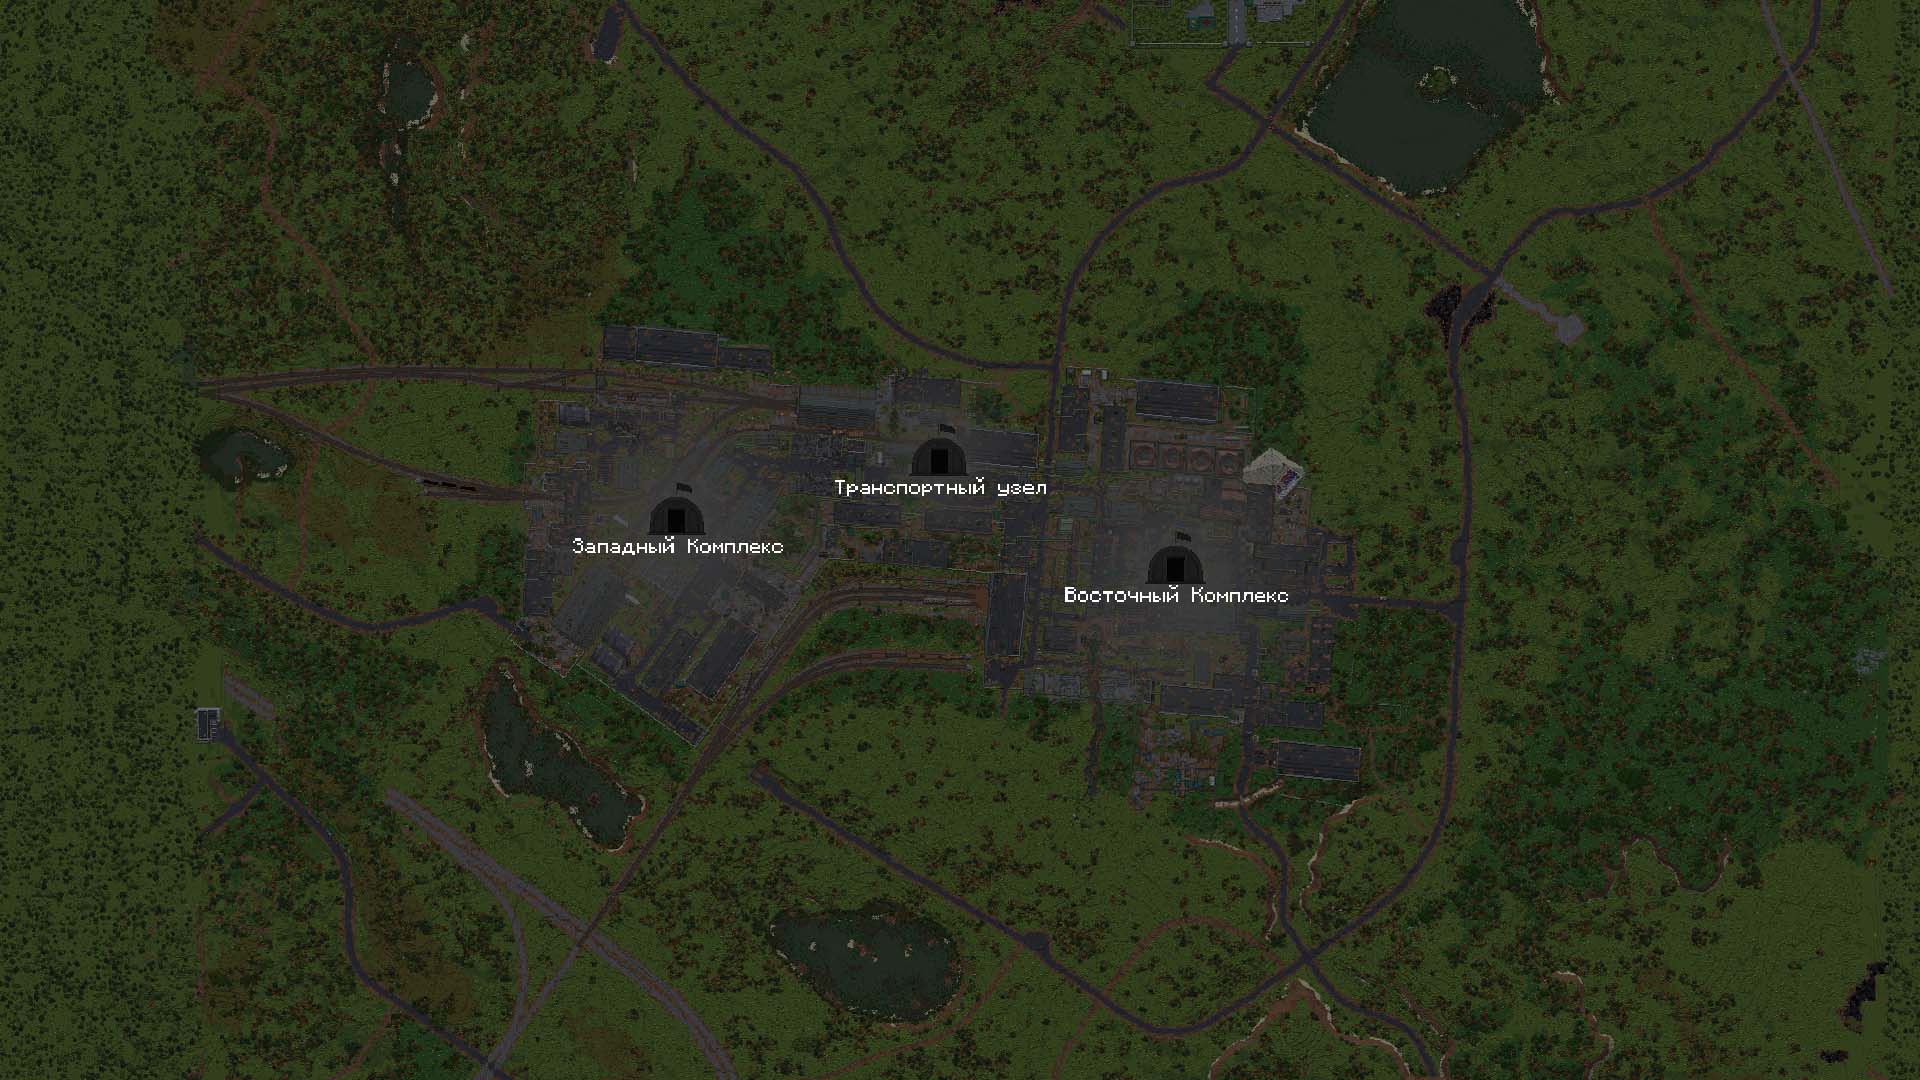 Транспортный узел
Западный Комплекс
Восточный Комплекс